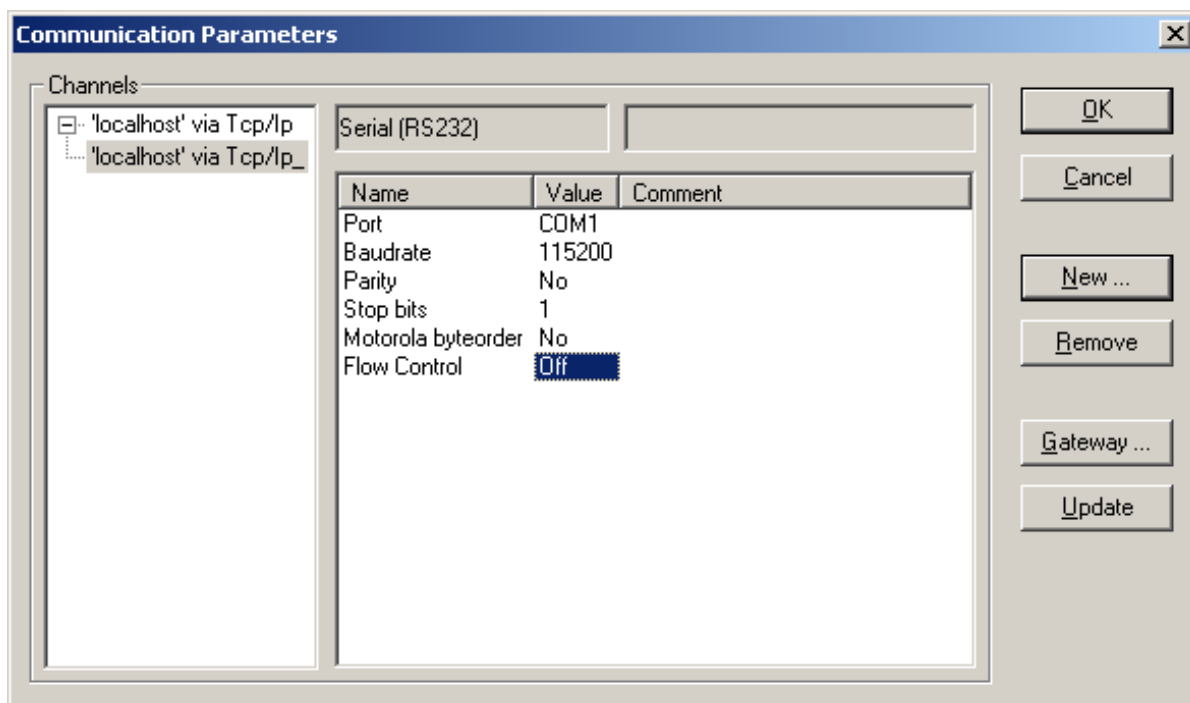 Communication Parameters
Channels
'localhost' via Tcp/Ip
'localhost' via Tcp/Ip_
Serial (RS232)
Name Value Comment
Port COM1
Baudrate 115200
Parity No
Stop bits 1
Motorola byteorder No
Flow Control Off
OK
Cancel
New ...
Remove
Gateway ...
Update